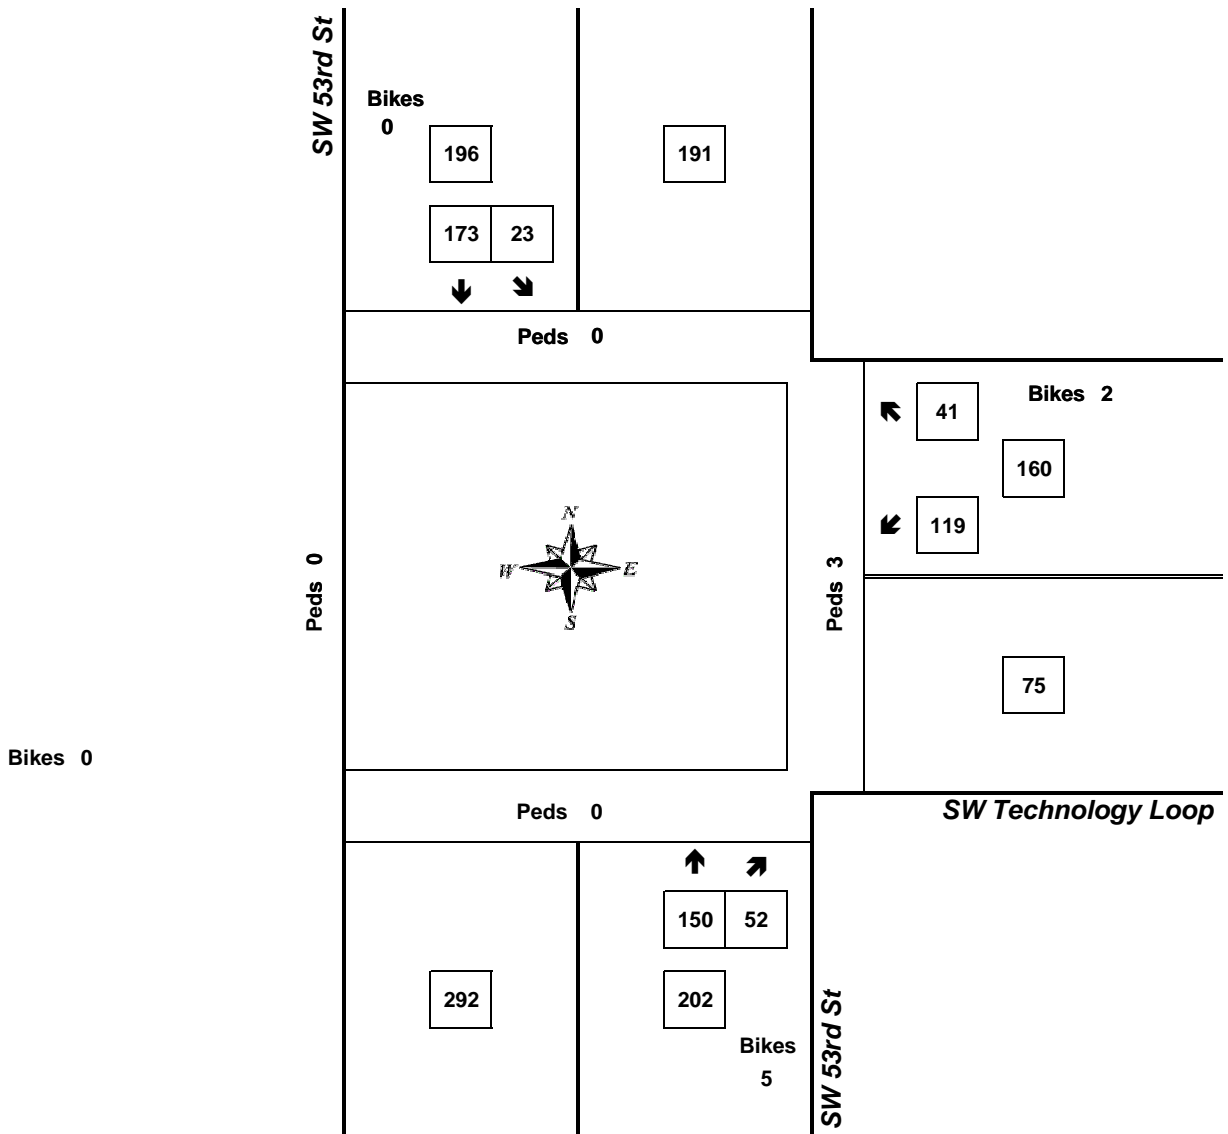 SW 53rd St
Bikes
0
196
191
173 23
Peds 0
41
Bikes 2
160
119
N
W E
S
Peds 0
Peds 3
75
Bikes 0
Peds 0
SW Technology Loop
150 52
292
202
Bikes
5
SW 53rd St